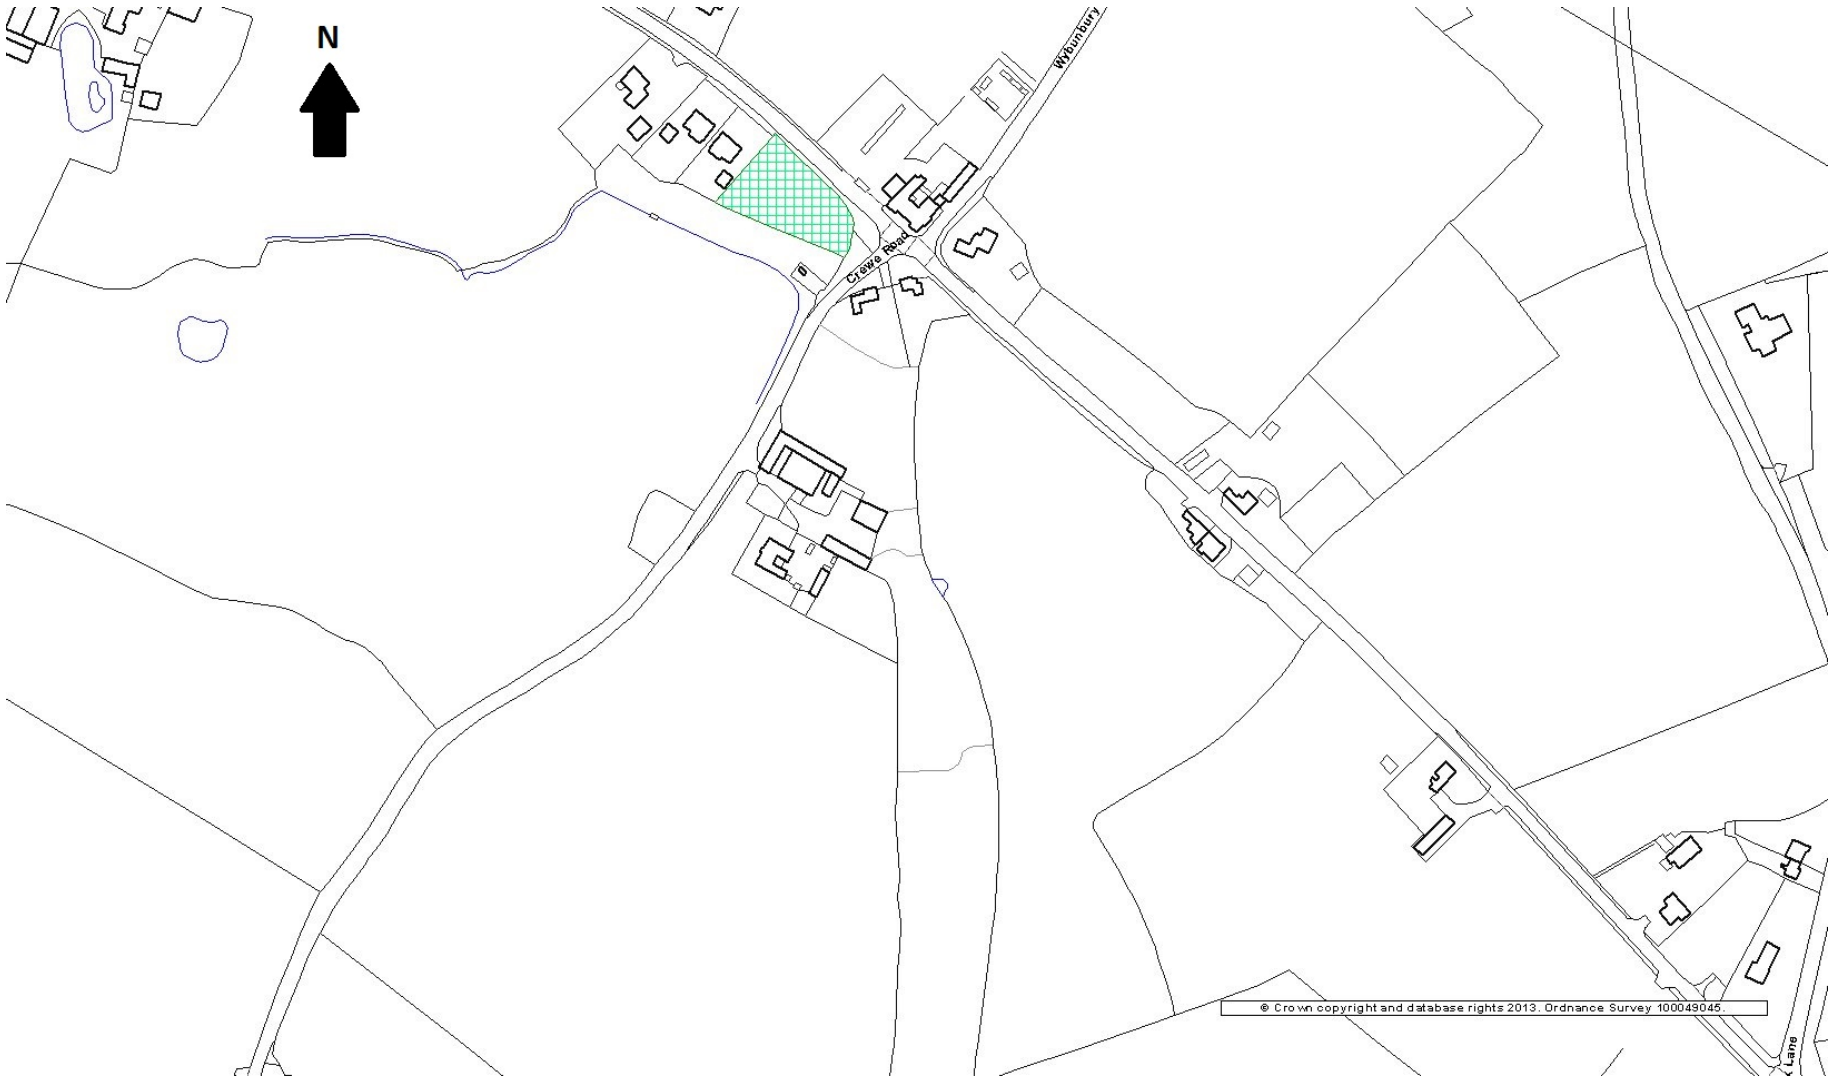 N
Wybunbury
Crewe Road
© Crown copyright and database rights 2013. Ordnance Survey 100049045.
Lane